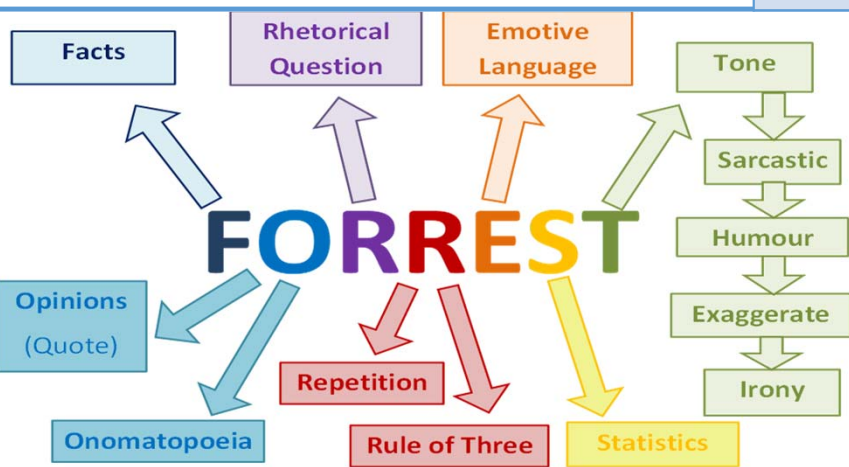 Facts
Rhetorical
Question
Emotive
Language
Tone
Sarcastic
Humour
Exaggerate
Irony
FORREST
Opinions
(Quote)
Onomatopoeia
Repetition
Rule of Three
Statistics